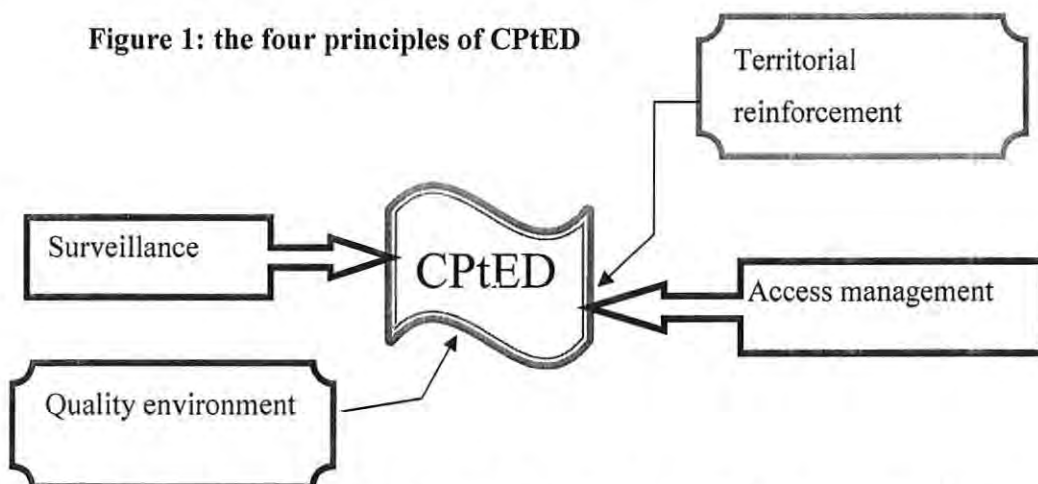 Figure 1: the four principles of CPtED
Territorial
reinforcement
Surveillance
CPtED
Access management
Quality environment